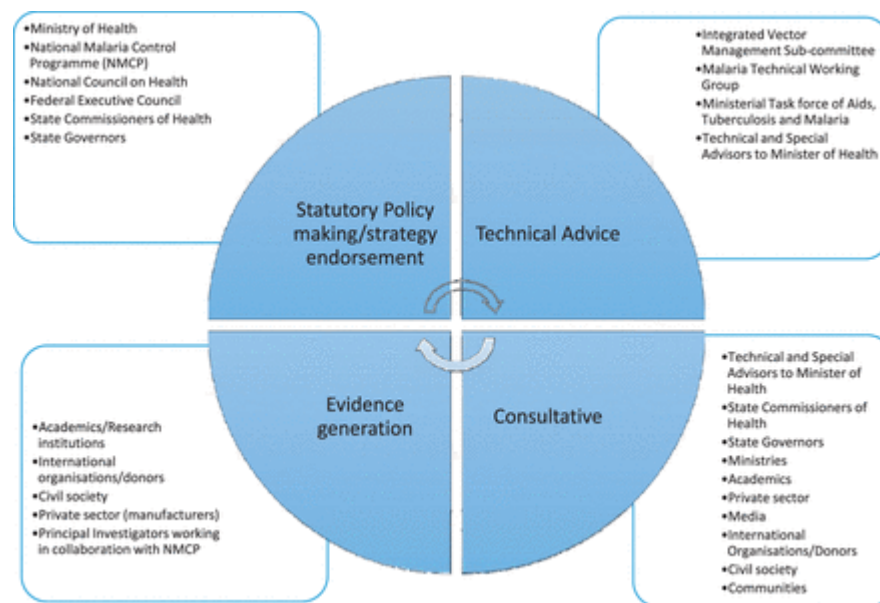 •Ministry of Health
•National Malaria Control
Programme (NMCP)
•National Council on Health
•Federal Executive Council
•State Commissioners of Health
•State Governors
•Integrated Vector
Management Sub-committee
•Malaria Technical Working
Group
•Ministerial Task force of Aids,
Tuberculosis and Malaria
•Technical and Special
Advisors to Minister of Health
Statutory Policy
making/strategy
endorsement
Technical Advice
Evidence
generation
Consultative
•Academics/Research
institutions
•International
organisations/donors
•Civil society
•Private sector (manufacturers)
•Principal Investigators working
in collaboration with NMCP
•Technical and Special
Advisors to Minister of
Health
•State Commissioners of
Health
•State Governors
•Ministries
•Academics
•Private sector
•Media
•International
Organisations/Donors
•Civil society
•Communities